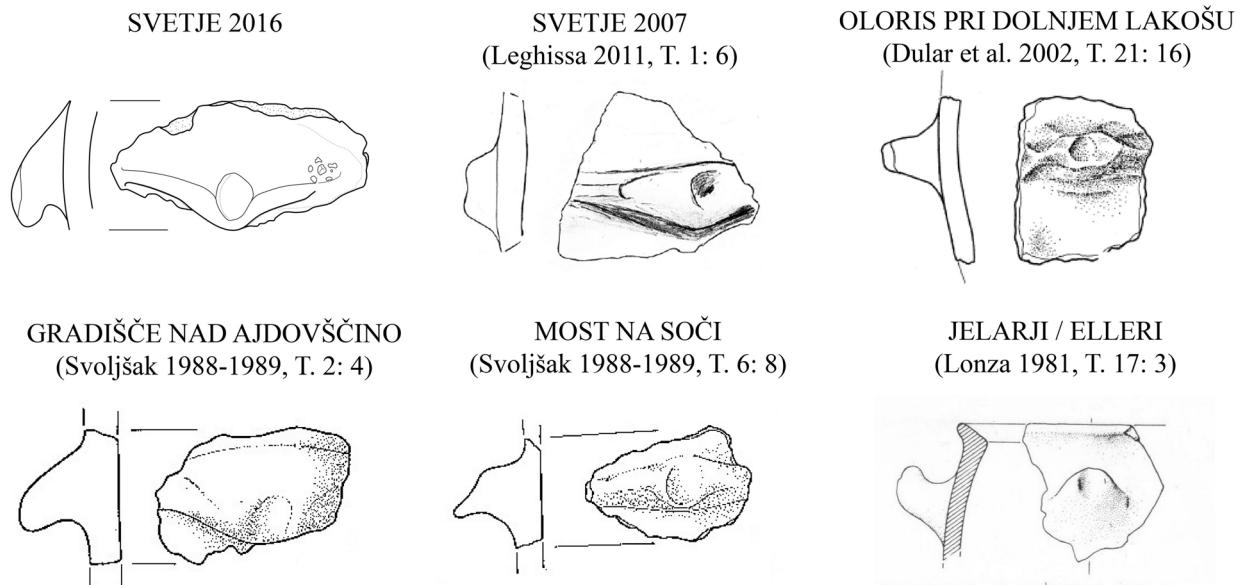 SVETJE 2016
SVETJE 2007
(Leghissa 2011, T. 1: 6)
OLORIS PRI DOLNJEM LAKOŠU
(Dular et al. 2002, T. 21: 16)
GRADIŠČE NAD AJDOVŠČINO
(Svoljšak 1988-1989, T. 2: 4)
MOST NA SOČI
(Svoljšak 1988-1989, T. 6: 8)
JELARJI / ELLERI
(Lonza 1981, T. 17: 3)